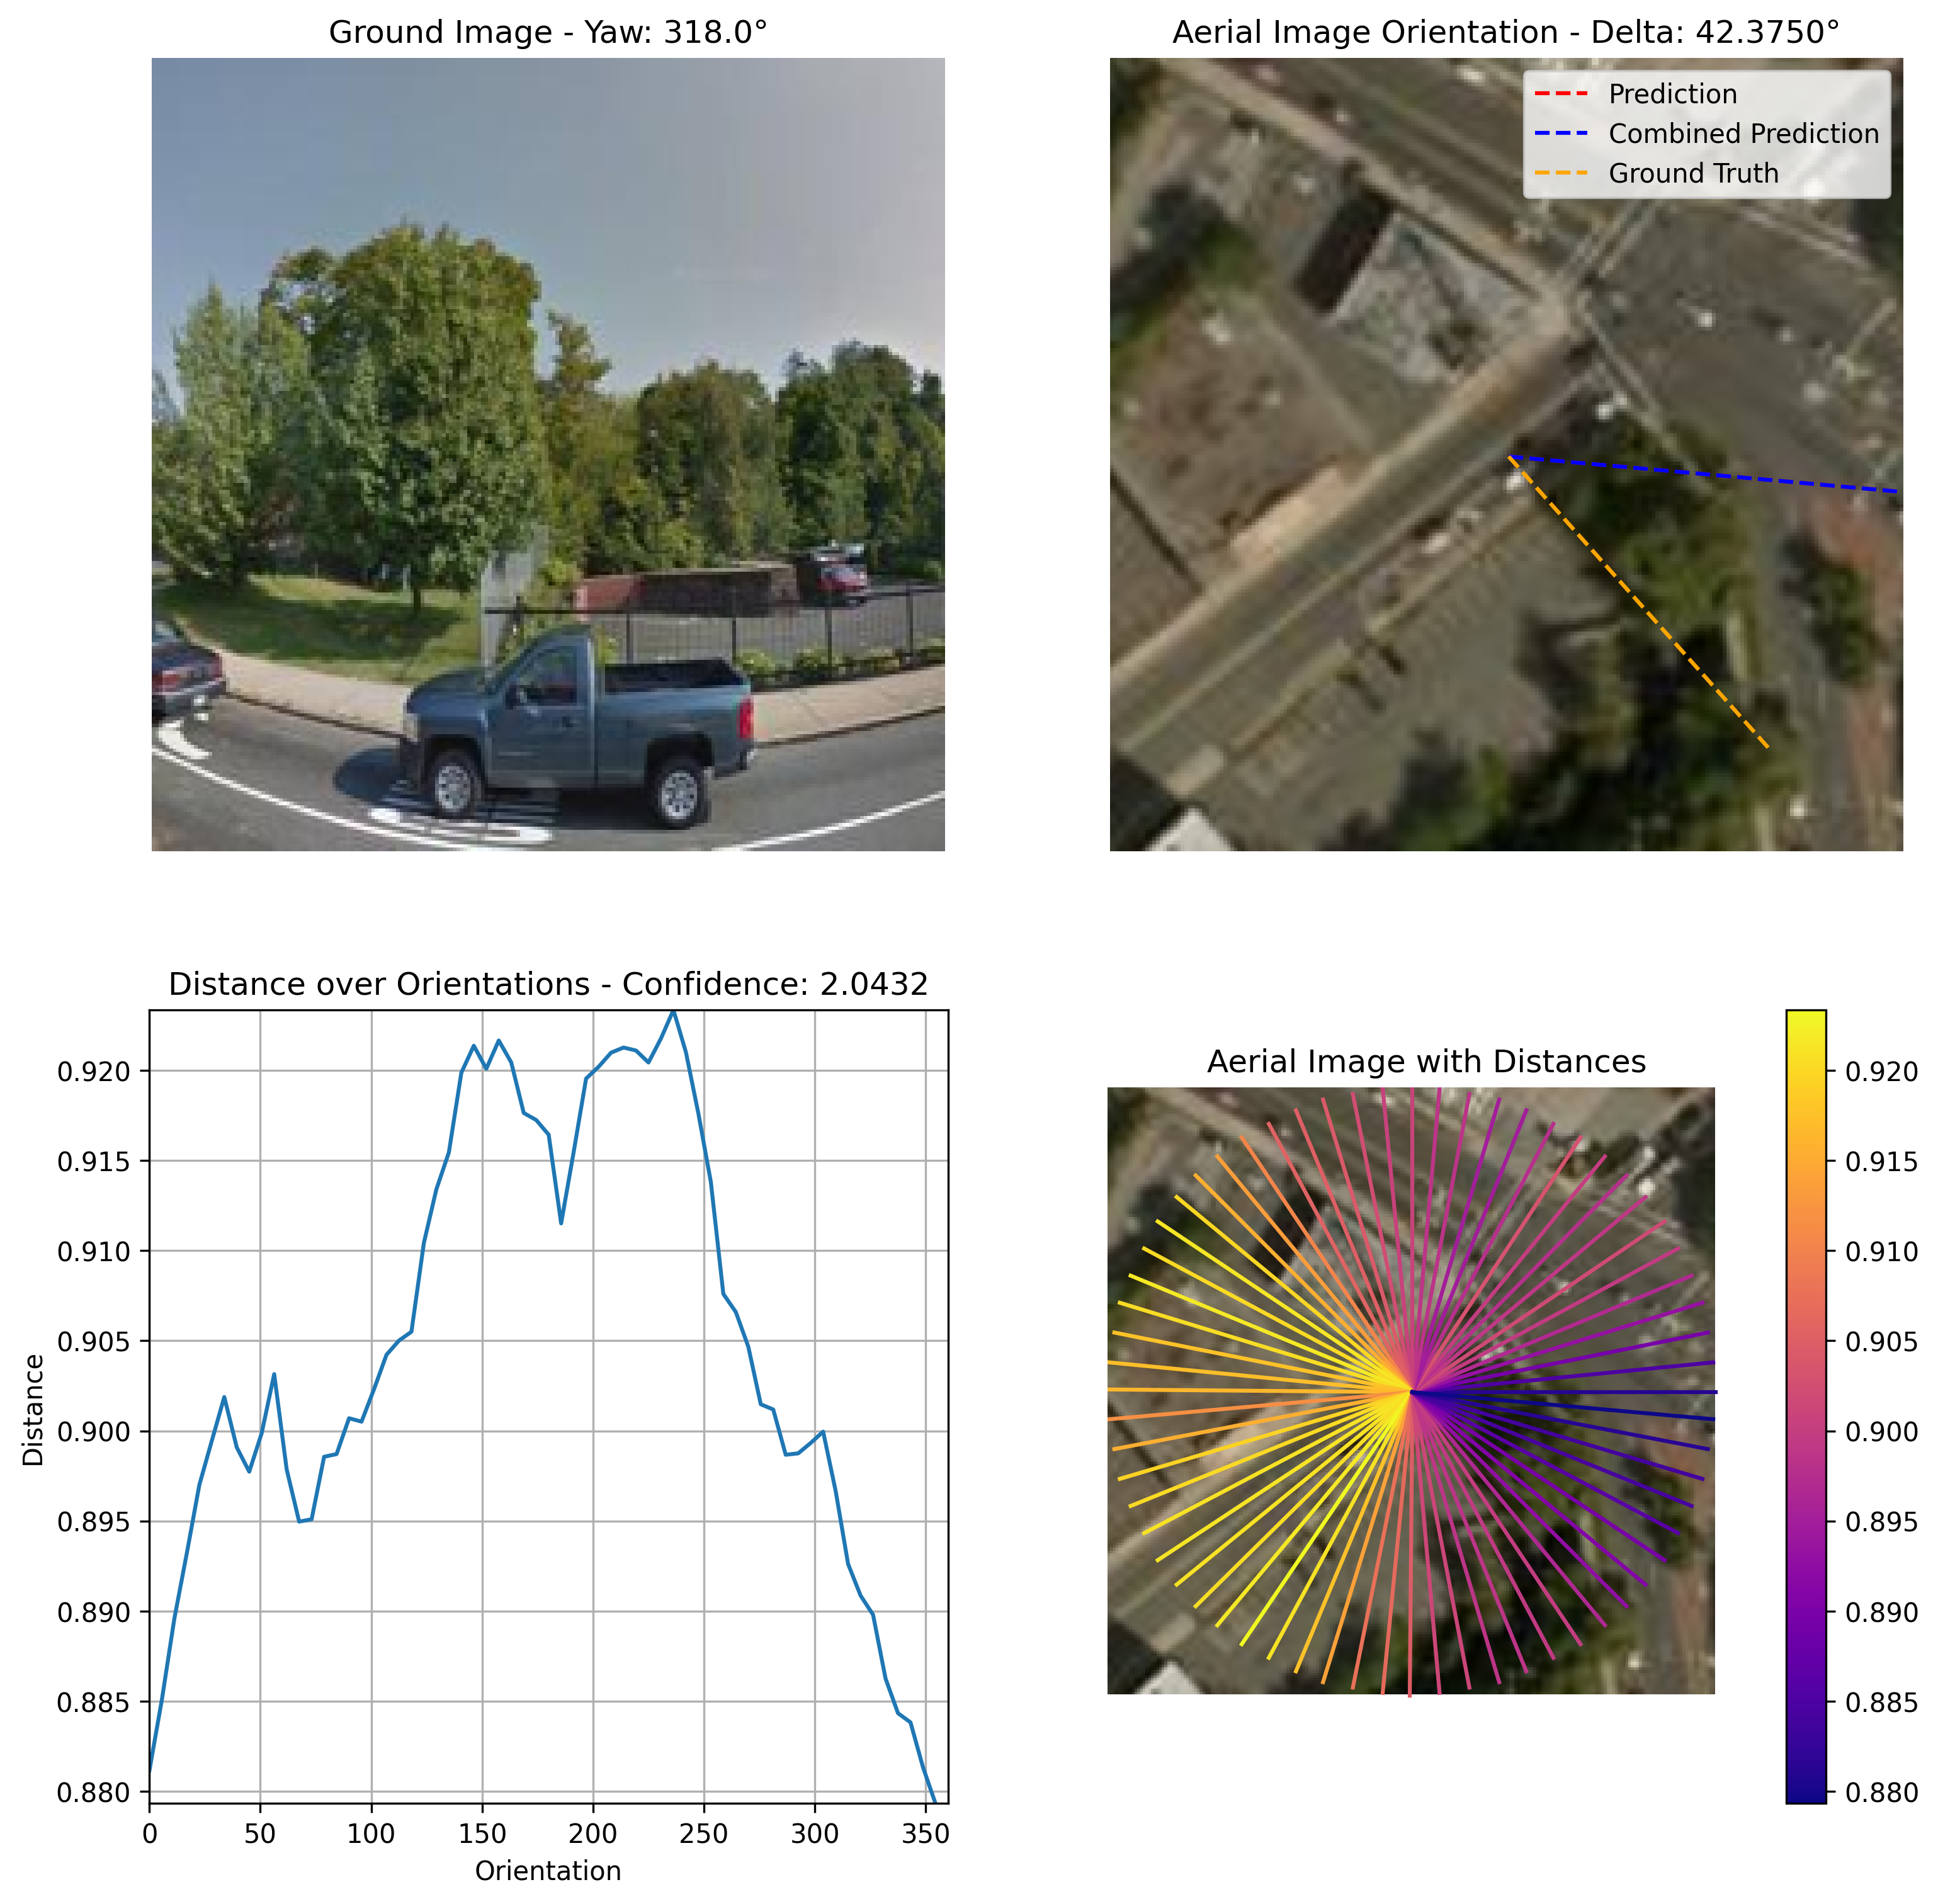 Ground Image - Yaw: 318.0°
Aerial Image Orientation - Delta: 42.3750°
Prediction
Combined Prediction
Ground Truth
Distance over Orientations - Confidence: 2.0432
0.920
0.915
0.910
0.905
0.900
0.895
0.890
0.885
0.880
Distance
0 50 100 150 200 250 300 350
Orientation
Aerial Image with Distances
0.920
0.915
0.910
0.905
0.900
0.895
0.890
0.885
0.880